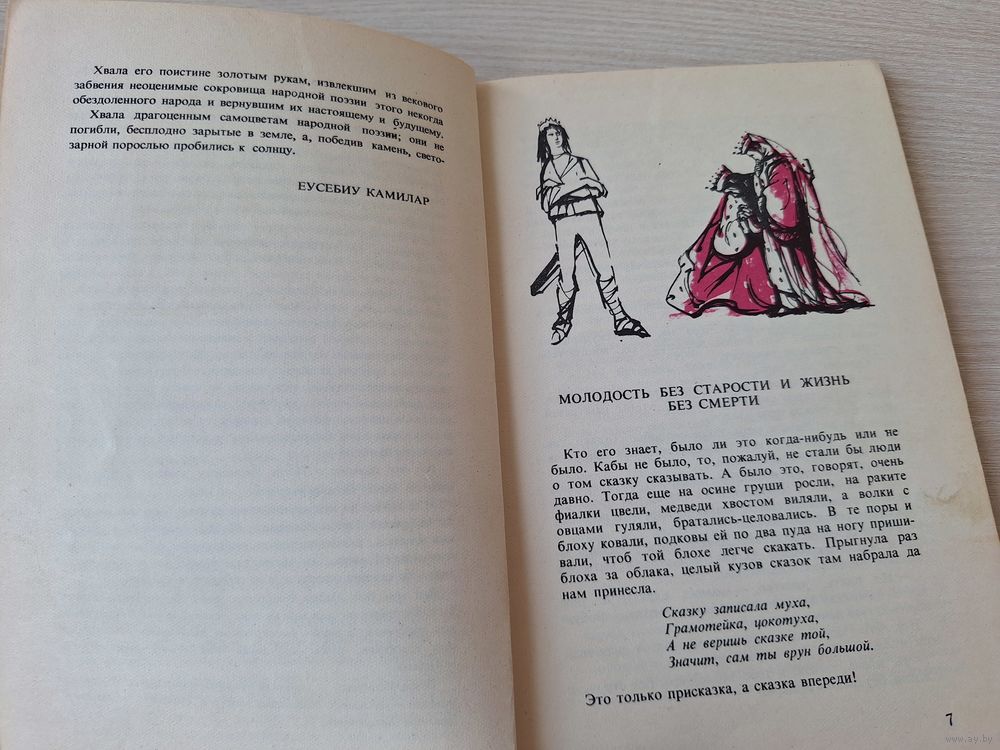 Хвала его поистине золотым рукам, извлекшим из векового
забвения неоценимые сокровища народной поэзии этого некогда
обездоленного народа и вернувшим их настоящему и будущему.
Хвала драгоценным самоцветам народной поэзии; они не
погибли, бесплодно зарытые в земле, а, победив камень, свето-
зарной порослью пробились к солнцу.
ЕУСЕБИУ КАМИЛАР
МОЛОДОСТЬ БЕЗ СТАРОСТИ И ЖИЗНЬ
БЕЗ СМЕРТИ
Кто его знает, было ли это когда-нибудь или не
было. Кабы не было, то, пожалуй, не стали бы люди
о том сказку сказывать. А было это, говорят, очень
давно. Тогда еще на осине груши росли, на раките
фиалки цвели, медведи хвостом виляли, а волки с
овцами гуляли, братались-целовались. В те поры и
блоху ковали, подковы ей по два пуда на ногу приши-
вали, чтоб той блохе легче скакать. Прыгнула раз
блоха за облака, целый кузов сказок там набрала да
нам принесла.
Сказку записала муха,
Грамотейка, цокотуха,
А не веришь сказке той,
Значит, сам ты врун большой.
Это только присказка, а сказка впереди!
7
www.ay.by